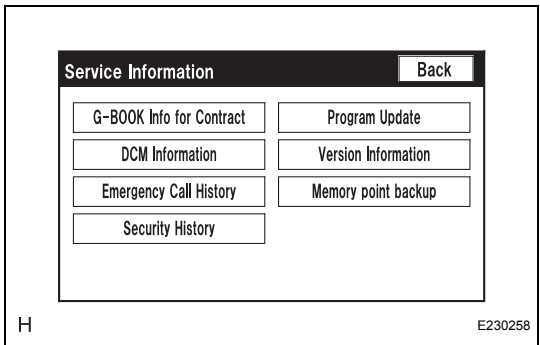 Service Information
Back
G-BOOK Info for Contract
Program Update
DCM Information
Version Information
Emergency Call History
Memory point backup
Security History
H
E230258